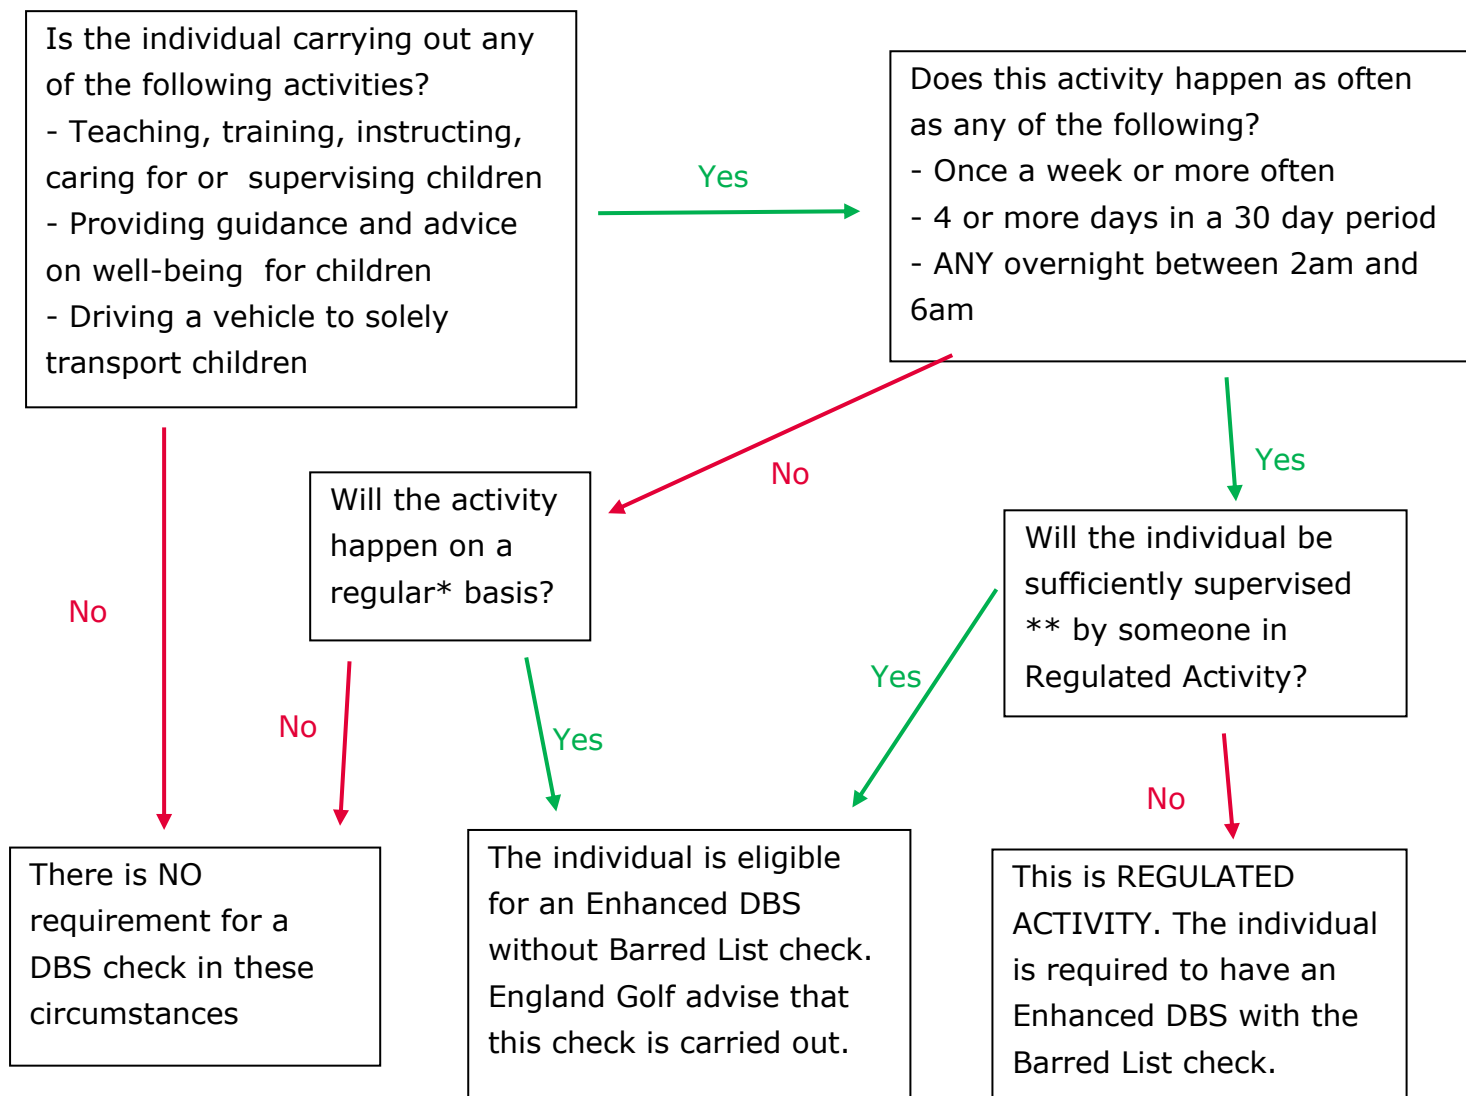 Is the individual carrying out any
of the following activities?
- Teaching, training, instructing,
caring for or supervising children
- Providing guidance and advice
on well-being for children
- Driving a vehicle to solely
transport children
Yes
Does this activity happen as often
as any of the following?
- Once a week or more often
- 4 or more days in a 30 day period
- ANY overnight between 2am and
6am
No
Yes
Will the activity
happen on a
regular* basis?
Will the individual be
sufficiently supervised
** by someone in
Regulated Activity?
No
No
Yes
Yes
No
There is NO
requirement for a
DBS check in these
circumstances
The individual is eligible
for an Enhanced DBS
without Barred List check.
England Golf advise that
this check is carried out.
This is REGULATED
ACTIVITY. The individual
is required to have an
Enhanced DBS with the
Barred List check.